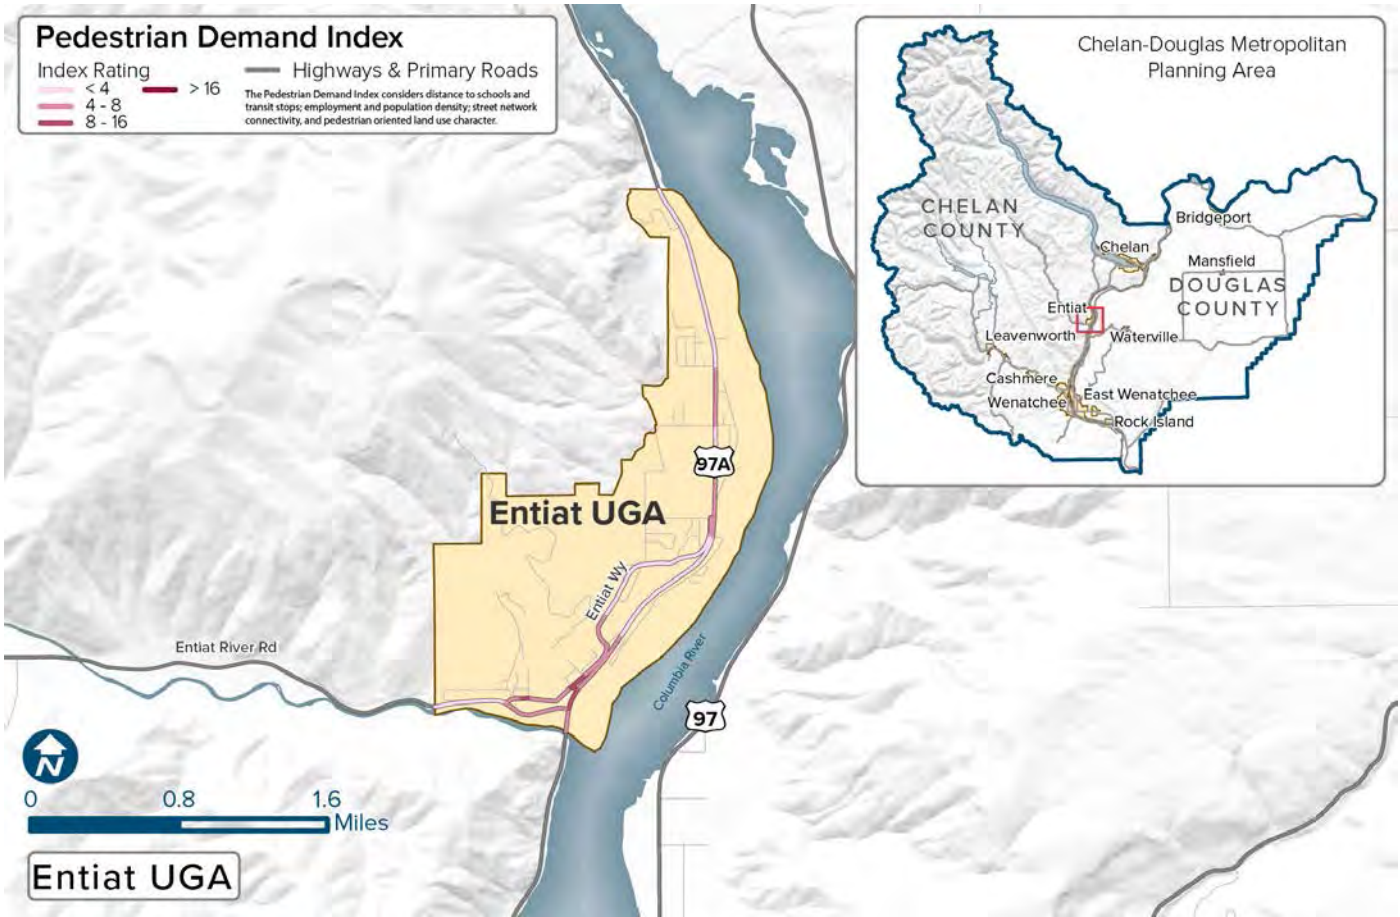 Pedestrian Demand Index
Index Rating
< 4
> 16
4 - 8
8 - 16
Highways & Primary Roads
The Pedestrian Demand Index considers distance to schools and
transit stops; employment and population density; street network
connectivity, and pedestrian oriented land use character.
Chelan-Douglas Metropolitan
Planning Area
CHELAN
COUNTY
Bridgeport
Chelan
Mansfield
DOUGLAS
COUNTY
Entiat
Leavenworth
Waterville
Cashmere
East Wenatchee
Wenatchee
Rock Island
97A
Entiat UGA
Entiat Wy
Entiat River Rd
Columbia River
97
N
0
0.8
1.6
Miles
Entiat UGA